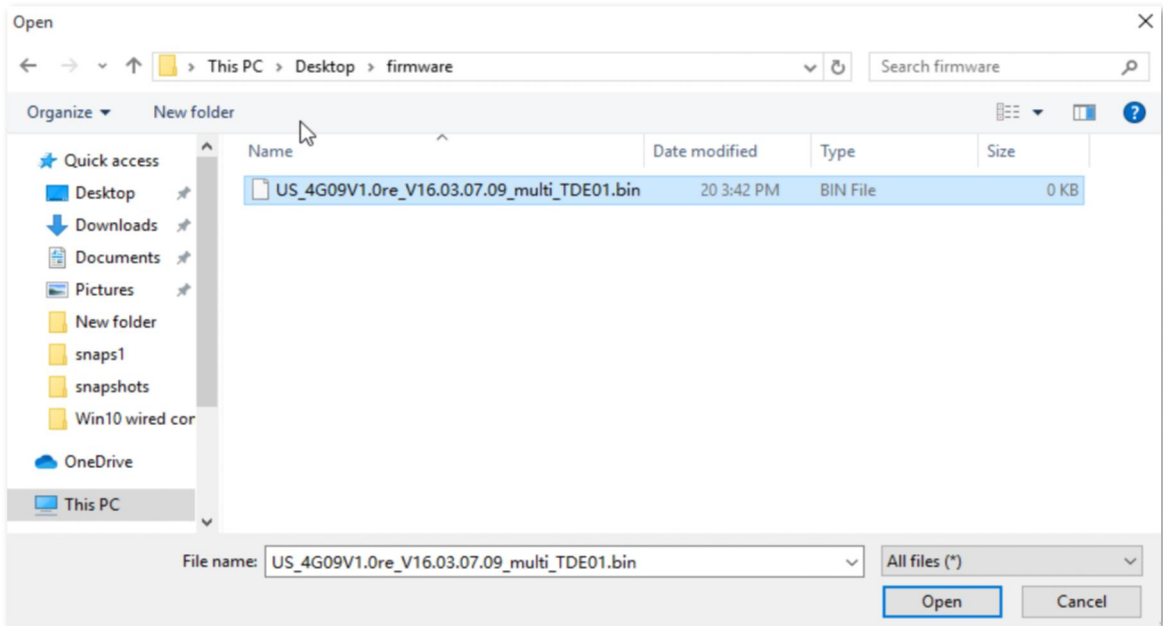 Open
This PC > Desktop > firmware
Search firmware
Organize
New folder
?
Name
Date modified
Type
Size
US_4G09V1.0re_V16.03.07.09_multi_TDE01.bin
20 3:42 PM
BIN File
0 KB
Quick access
Desktop
Downloads
Documents
Pictures
New folder
snaps1
snapshots
Win10 wired cor
OneDrive
This PC
File name: US_4G09V1.0re_V16.03.07.09_multi_TDE01.bin
All files (*)
Open
Cancel